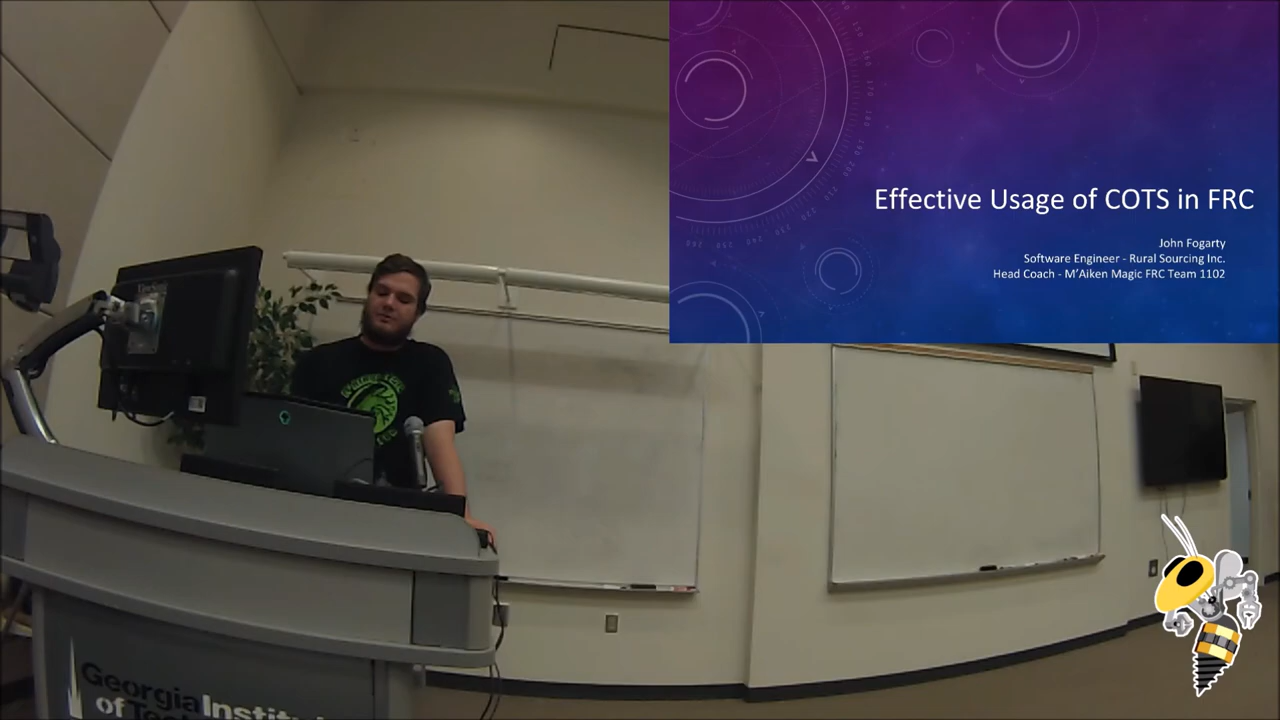 Effective Usage of COTS in FRC
John Fogarty
Software Engineer - Rural Sourcing Inc.
Head Coach - M'Aiken Magic FRC Team 1102
ViewSonic
Georgia Institute
of Tech